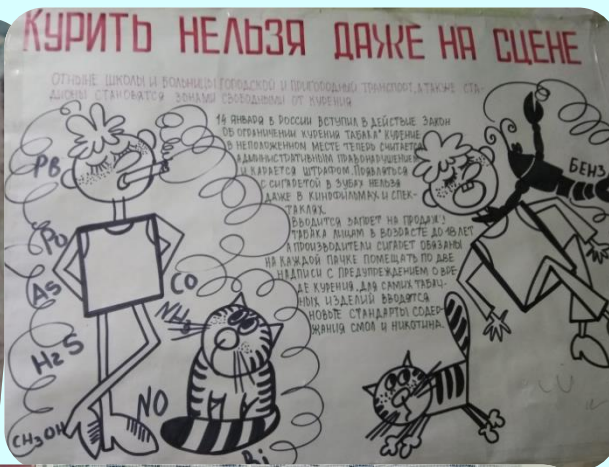 КУРИТЬ НЕЛЬЗЯ ДАЖЕ НА СЦЕНЕ
ОТНЫНЕ ШКОЛЫ И БОЛЬНИЦЫ, ГОРОДСКОЙ И ПРИГОРОДНЫЙ ТРАНСПОРТ, А ТАКЖЕ СТА-
ДИОНЫ СТАНОВЯТСЯ ЗОНАМИ СВОБОДНЫМИ ОТ КУРЕНИЯ
14 ЯНВАРЯ В РОССИИ ВСТУПИЛ В ДЕЙСТВИЕ ЗАКОН
ОБ ОГРАНИЧЕНИИ КУРЕНИЯ ТАБАКА" КУРЕНИЕ
В НЕПОЛОЖЕННОМ МЕСТЕ ТЕПЕРЬ СЧИТАЕТСЯ
АДМИНИСТРАТИВНЫМ ПРАВОНАРУШЕНИЕМ
И КАРАЕТСЯ ШТРАФОМ. ПОЯВЛЯТЬСЯ
С СИГАРЕТОЙ В ЗУБАХ НЕЛЬЗЯ
ДАЖЕ В КИНОФИЛЬМАХ И СПЕК-
ТАКЛЯХ.
ВВОДИТСЯ ЗАПРЕТ НА ПРОДАЖУ
ТАБАКА ЛИЦАМ В ВОЗРАСТЕ ДО 18 ЛЕТ
А ПРОИЗВОДИТЕЛИ СИГАРЕТ ОБЯЗАНЫ
НА КАЖДОЙ ПАЧКЕ ПОМЕЩАТЬ ПО ДВЕ
НАДПИСИ С ПРЕДУПРЕЖДЕНИЕМ О ВРЕ-
ДЕ КУРЕНИЯ. ДЛЯ САМИХ ТАБАЧ-
НЫХ ИЗДЕЛИЙ ВВОДЯТСЯ
НОВЫЕ СТАНДАРТЫ СОДЕР-
ЖАНИЯ СМОЛ И НИКОТИНА.
PB
Po
As
H2S
CH3OH
CO
NH3
NO
Bi
БЕНЗ